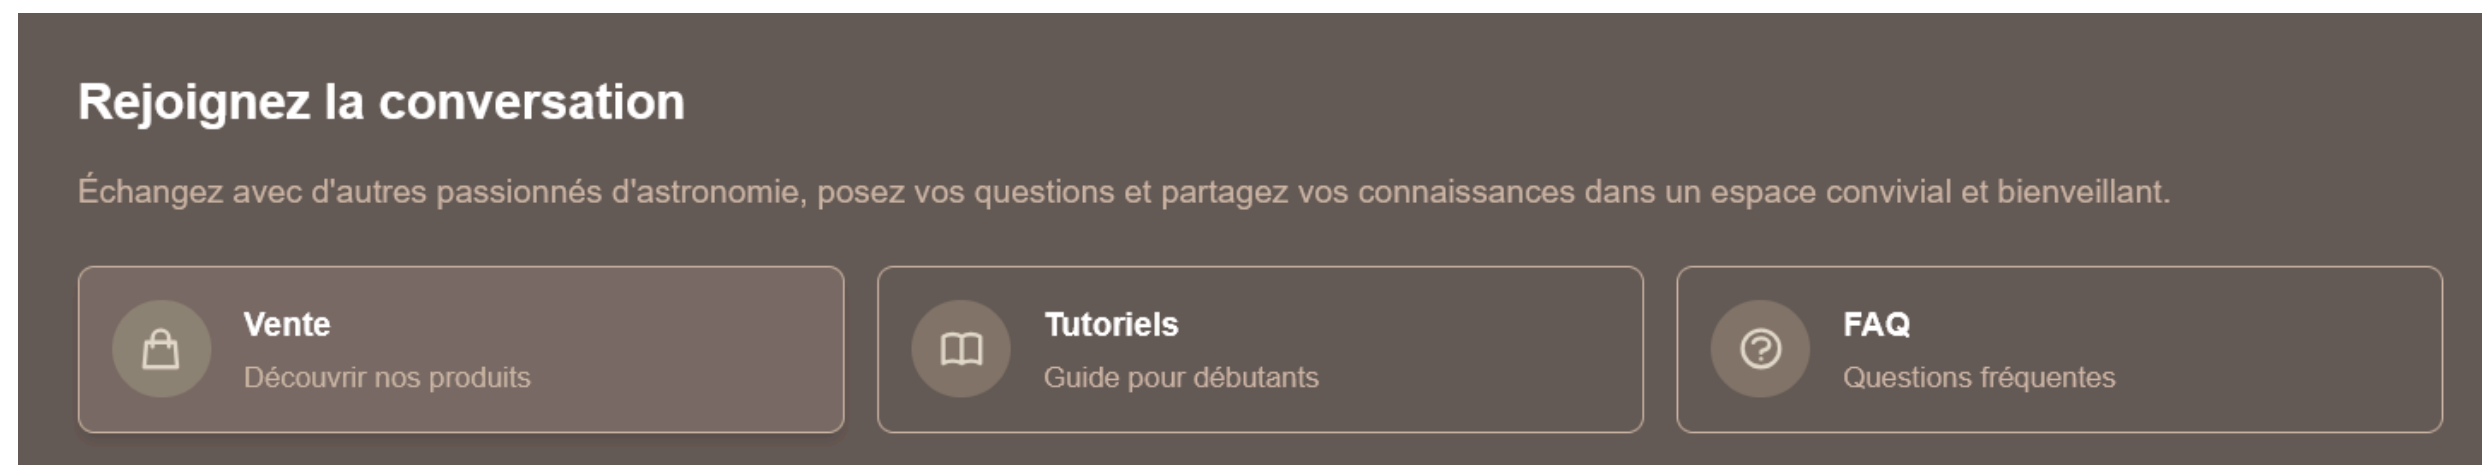 Rejoignez la conversation
Échangez avec d'autres passionnés d'astronomie, posez vos questions et partagez vos connaissances dans un espace convivial et bienveillant.
Vente
Découvrir nos produits
Tutoriels
Guide pour débutants
FAQ
Questions fréquentes